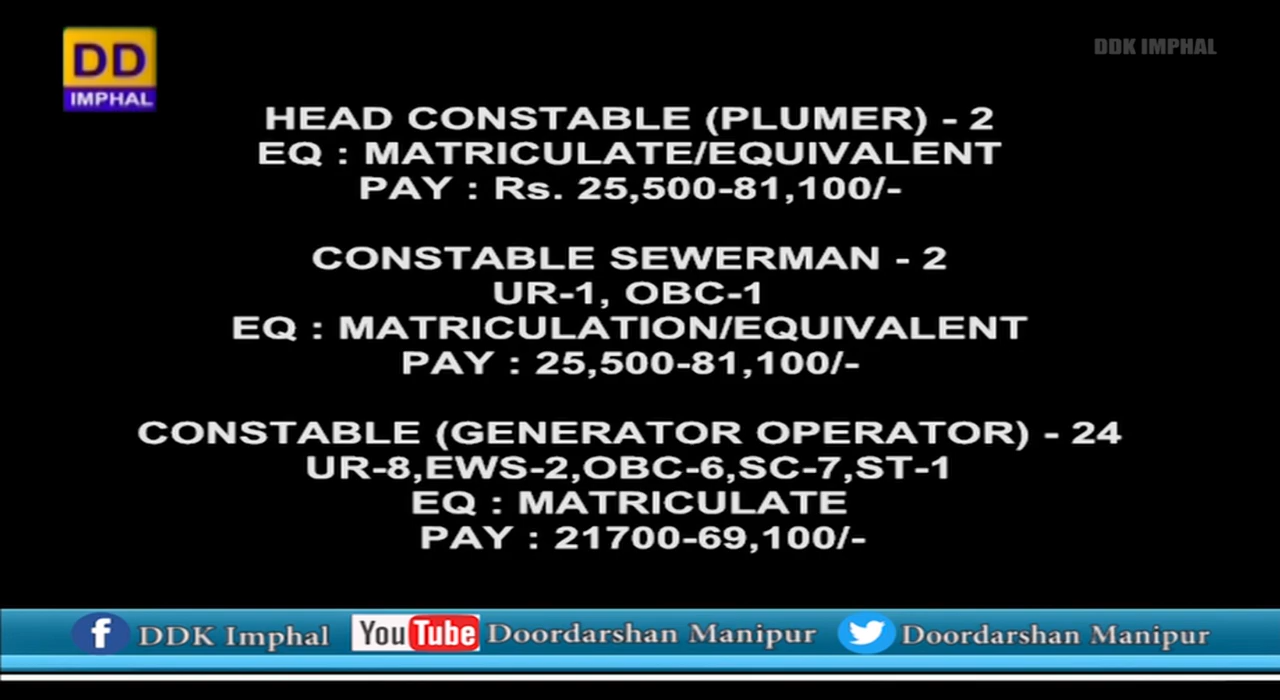 DD
IMPHAL
DDK IMPHAL
HEAD CONSTABLE (PLUMER) - 2
EQ : MATRICULATE/EQUIVALENT
PAY : Rs. 25,500-81,100/-
CONSTABLE SEWERMAN - 2
UR-1, OBC-1
EQ : MATRICULATION/EQUIVALENT
PAY : 25,500-81,100/-
CONSTABLE (GENERATOR OPERATOR) - 24
UR-8,EWS-2,OBC-6,SC-7,ST-1
EQ : MATRICULATE
PAY : 21700-69,100/-
f DDK Imphal YouTube Doordarshan Manipur Doordarshan Manipur